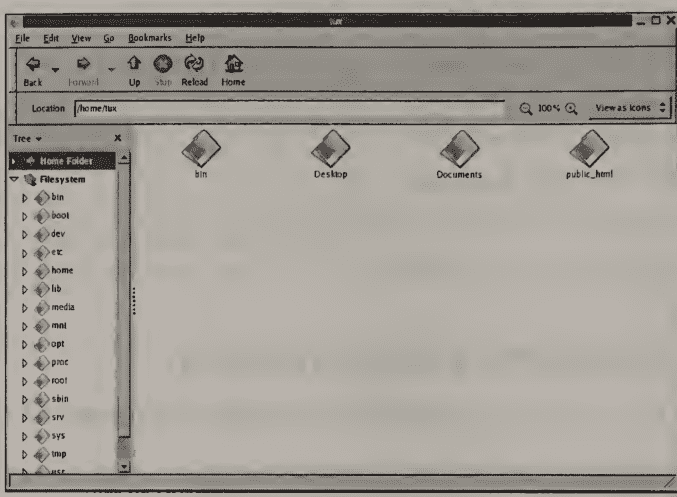 tux
File Edit View Go Bookmarks Help
Back Forward Up Stop Reload Home
Location: /home/tux 100% View as Icons
Tree
Home Folder
Filesystem
bin
boot
dev
etc
home
lib
media
mnt
opt
proc
root
sbin
srv
sys
tmp
usr
bin Desktop Documents public_html